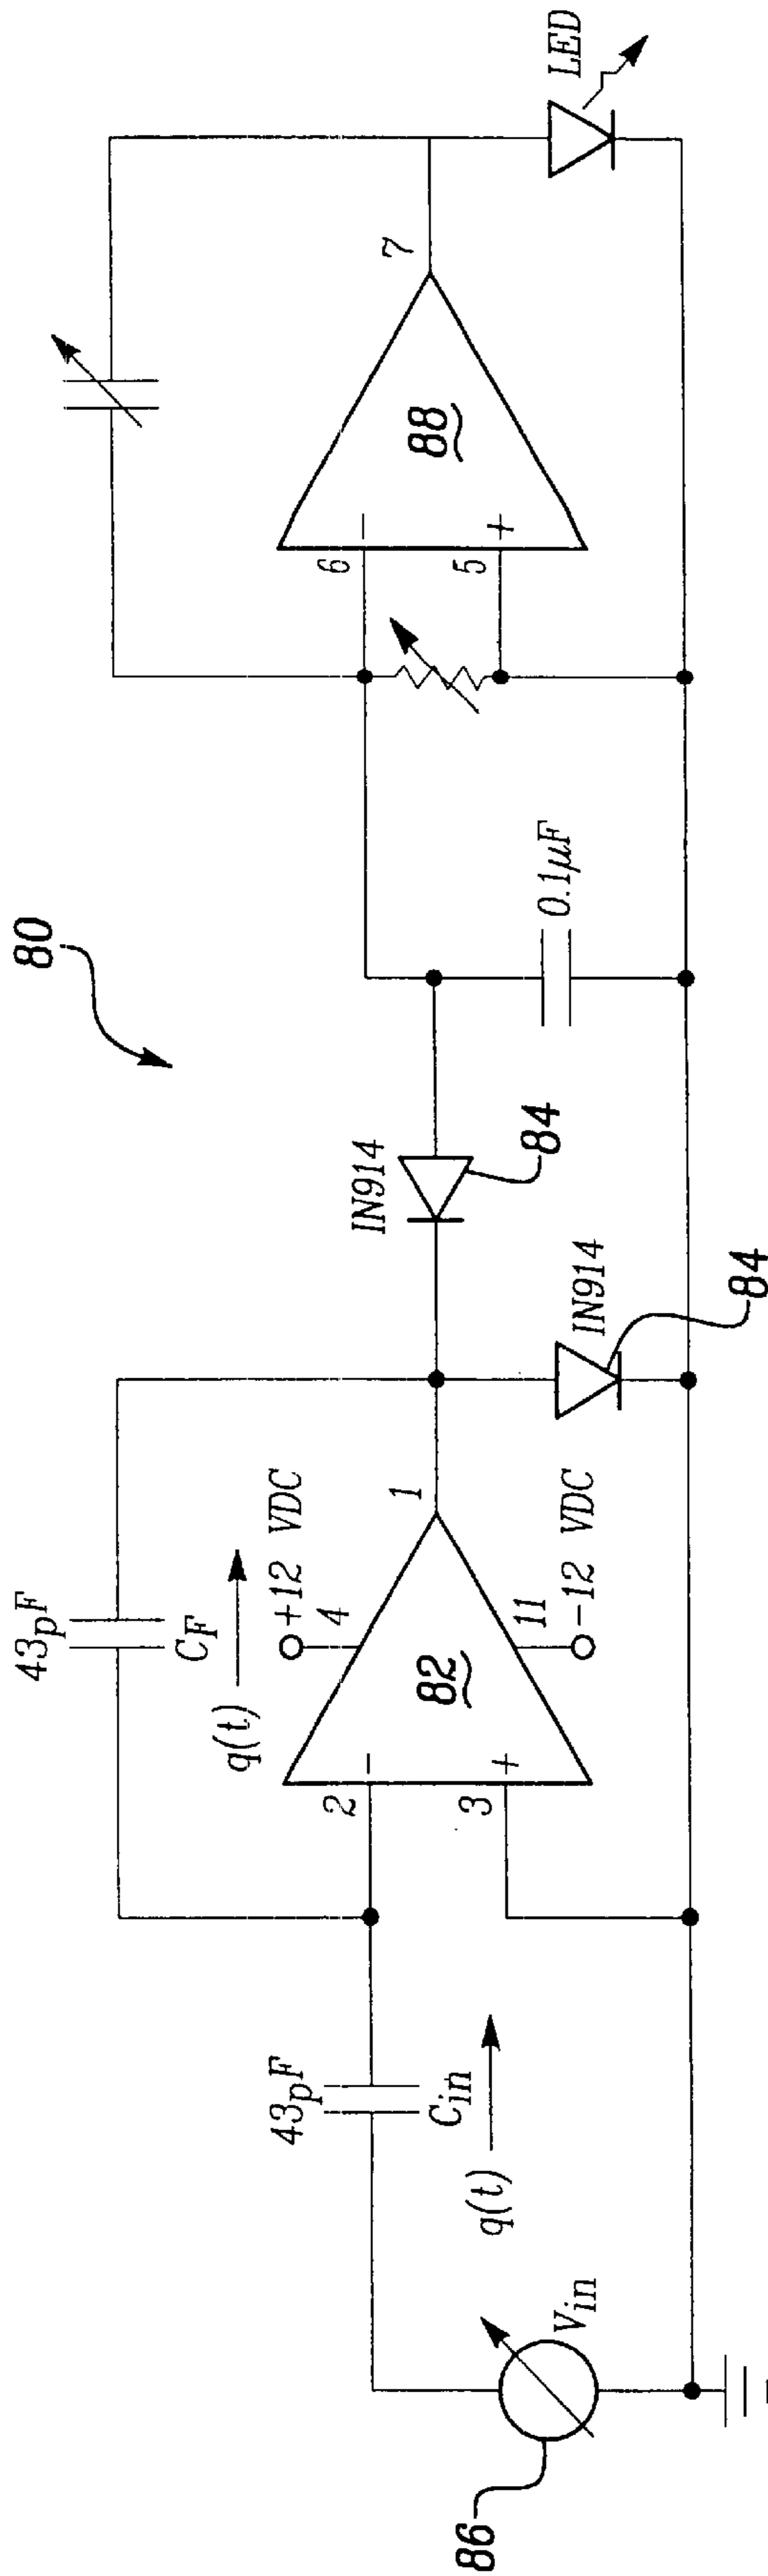 80
43pF
CF
q(t)
+12 VDC
4
2
-
82
3
+
11
-12 VDC
1
43pF
Cin
q(t)
Vin
86
IN914
84
IN914
84
0.1µF
6
-
88
5
+
7
LED